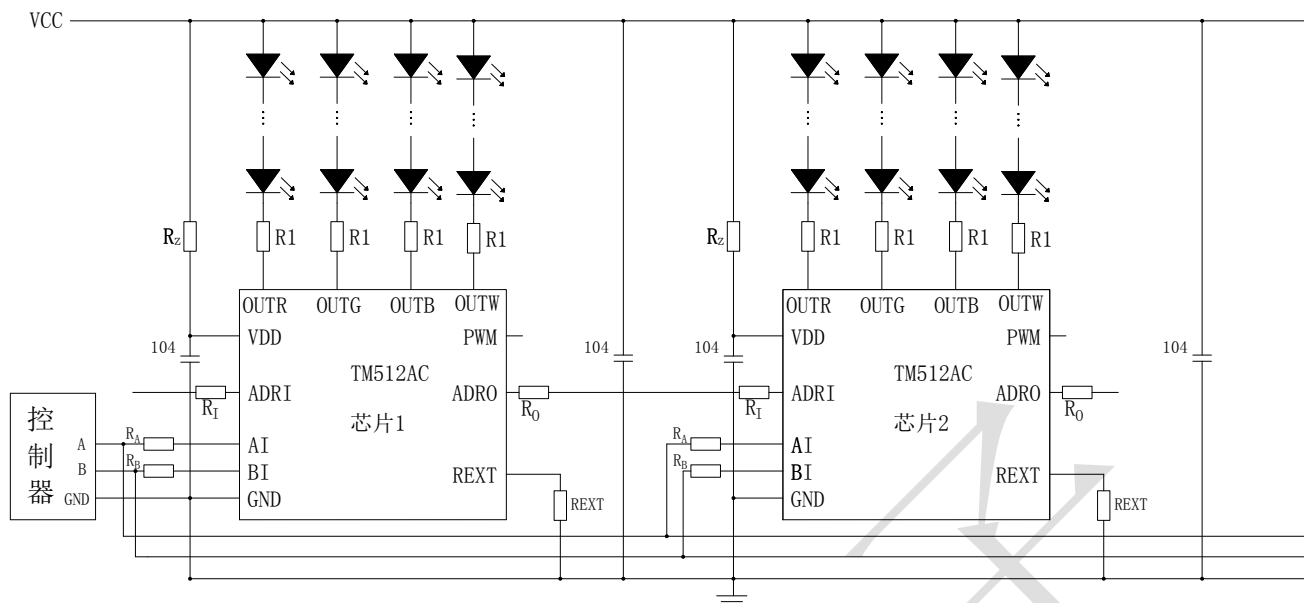 VCC
Rz R1 R1 R1 R1 Rz R1 R1 R1 R1
OUTR OUTG OUTB OUTW OUTR OUTG OUTB OUTW
VDD PWM VDD PWM
104 104 104 104
TM512AC TM512AC
ADRI ADRO ADRI ADRO
RI RO RI RO
芯片1 芯片2
控制器
A RA AI RA AI
B RB BI RB BI
REXT REXT
GND GND GND
REXT REXT